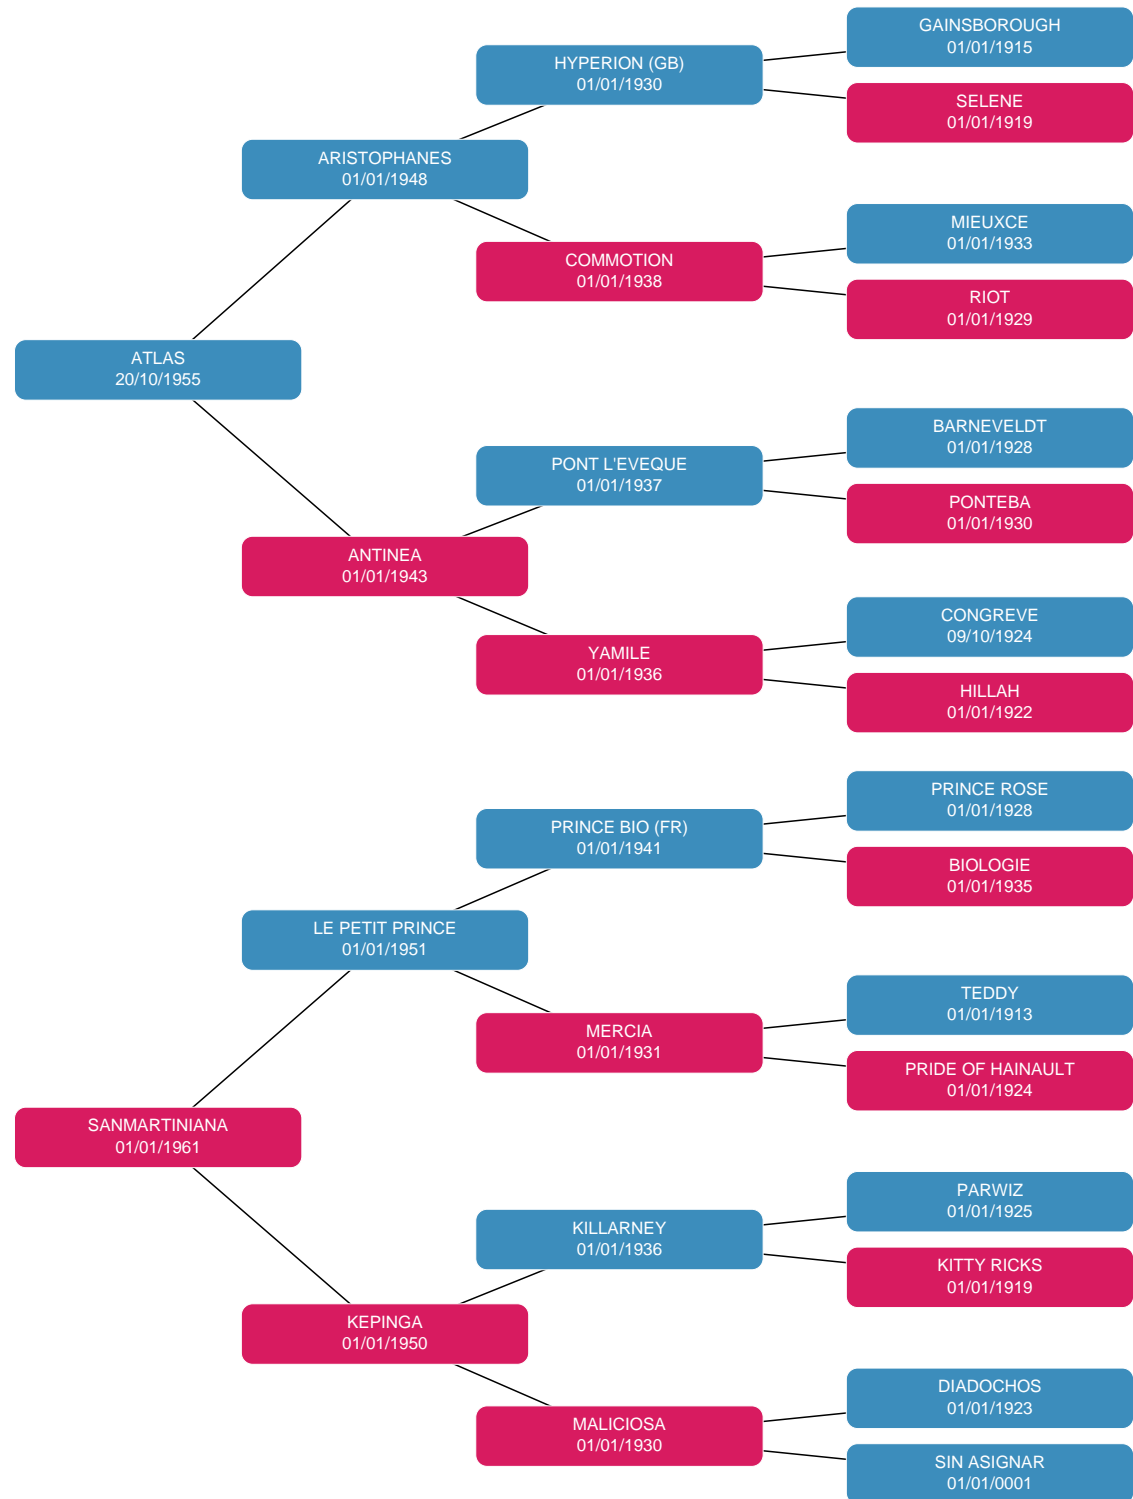 GAINSBOROUGH
01/01/1915
HYPERION (GB)
01/01/1930
SELENE
01/01/1919
ARISTOPHANES
01/01/1948
MIEUXCE
01/01/1933
COMMOTION
01/01/1938
RIOT
01/01/1929
ATLAS
20/10/1955
BARNEVELDT
01/01/1928
PONT L'EVEQUE
01/01/1937
PONTEBA
01/01/1930
ANTINEA
01/01/1943
CONGREVE
09/10/1924
YAMILE
01/01/1936
HILLAH
01/01/1922
PRINCE ROSE
01/01/1928
PRINCE BIO (FR)
01/01/1941
BIOLOGIE
01/01/1935
LE PETIT PRINCE
01/01/1951
TEDDY
01/01/1913
MERCIA
01/01/1931
PRIDE OF HAINAULT
01/01/1924
SANMARTINIANA
01/01/1961
PARWIZ
01/01/1925
KILLARNEY
01/01/1936
KITTY RICKS
01/01/1919
KEPINGA
01/01/1950
DIADOCHOS
01/01/1923
MALICIOSA
01/01/1930
SIN ASIGNAR
01/01/0001